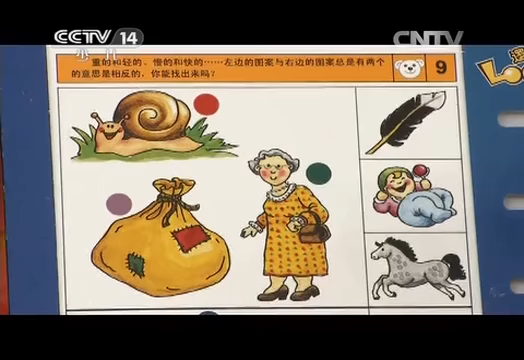 CCTV 14
少儿
CNTV
重的和轻的、慢的和快的……左边的图案与右边的图案总是有两个
的意思是相反的，你能找出来吗？
9